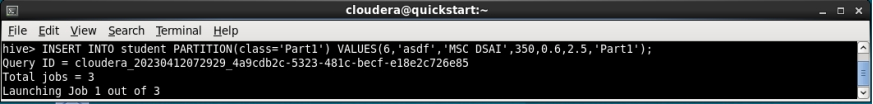 cloudera@quickstart:~
File Edit View Search Terminal Help
hive> INSERT INTO student PARTITION(class='Part1') VALUES(6,'asdf','MSC DSAI',350,0.6,2.5,'Part1');
Query ID = cloudera_20230412072929_4a9cdb2c-5323-481c-becf-e18e2c726e85
Total jobs = 3
Launching Job 1 out of 3